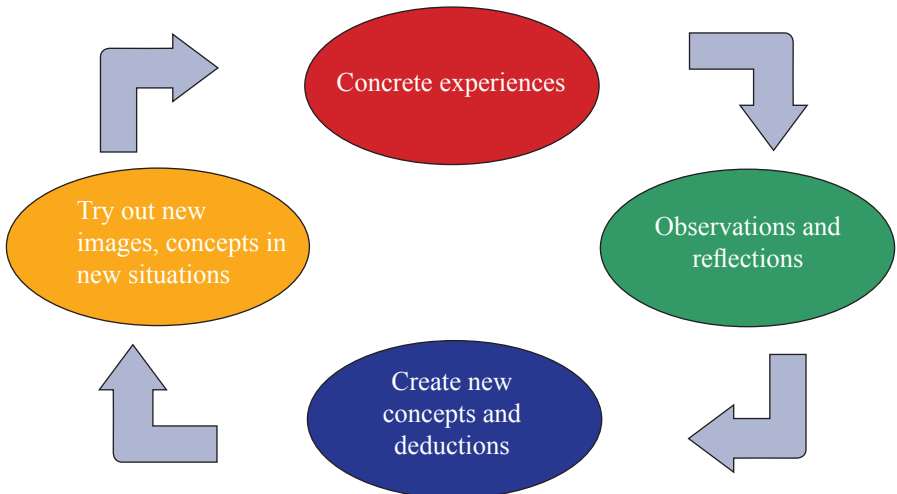 Concrete experiences
Observations and
reflections
Create new
concepts and
deductions
Try out new
images, concepts in
new situations